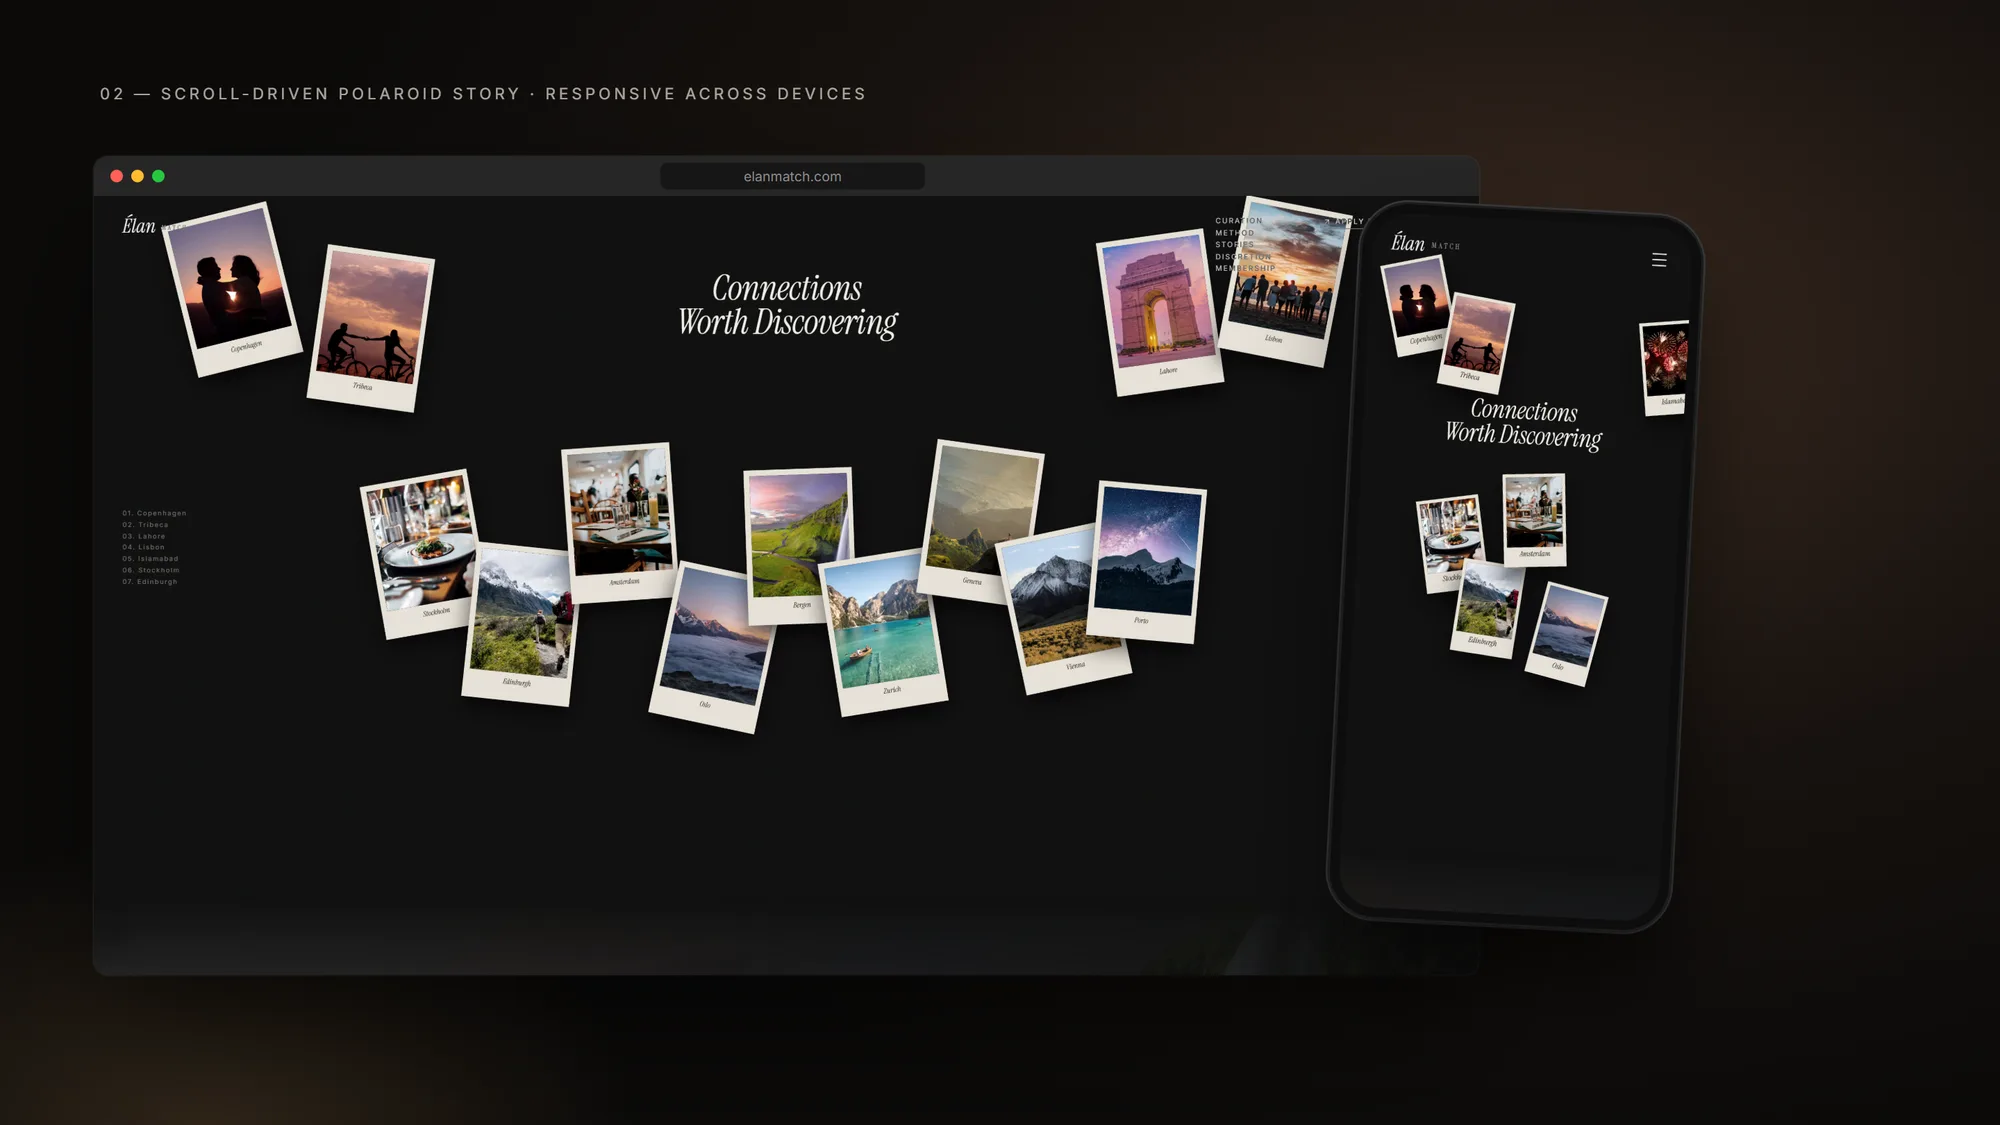 02 — SCROLL-DRIVEN POLAROID STORY · RESPONSIVE ACROSS DEVICES
elanmatch.com
Élan
CURATION
METHOD
STORIES
DISCRETION
MEMBERSHIP
APPLY
Copenhagen
Tribeca
Connections
Worth Discovering
Lahore
Lisbon
01. Copenhagen
02. Tribeca
03. Lahore
04. Lisbon
05. Islamabad
06. Stockholm
07. Edinburgh
Stockholm
Edinburgh
Amsterdam
Oslo
Bergen
Zurich
Geneva
Vienna
Porto
Élan MATCH
Copenhagen
Tribeca
Connections
Worth Discovering
Amsterdam
Edinburgh
Oslo